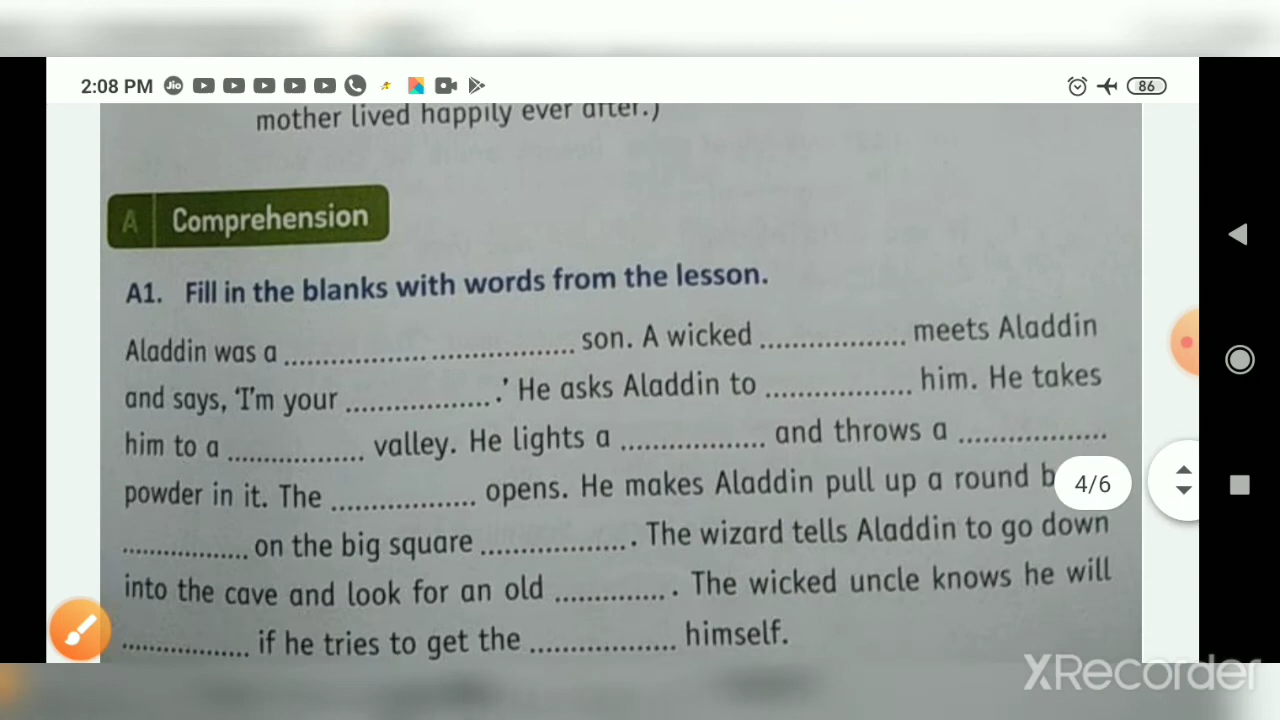 2:08 PM Jio 86
mother lived happily ever after.)
A Comprehension
A1. Fill in the blanks with words from the lesson.
Aladdin was a ................... ................... son. A wicked ................... meets Aladdin
and says, ‘I’m your ................... .’ He asks Aladdin to ................... him. He takes
him to a ................... valley. He lights a ................... and throws a ...................
powder in it. The ................... opens. He makes Aladdin pull up a round
4/6
................ on the big square ................... . The wizard tells Aladdin to go down
into the cave and look for an old ............... . The wicked uncle knows he will
................. if he tries to get the ................... himself.
XRecorder